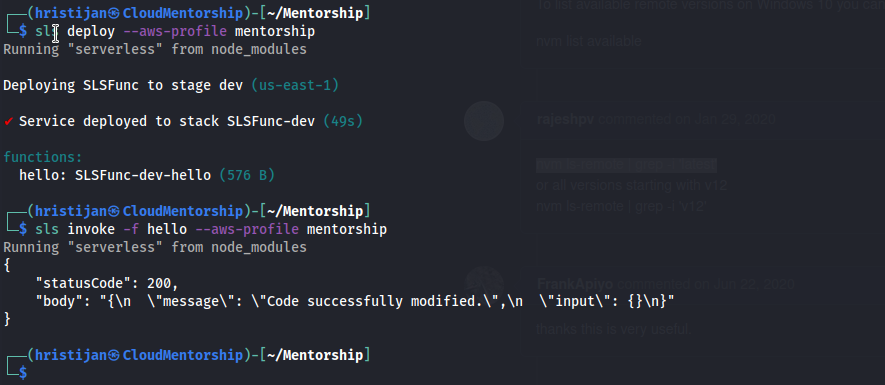 ┌──(hristijan㉿CloudMentorship)-[~/Mentorship]
└─$ sls deploy --aws-profile mentorship
Running "serverless" from node_modules
Deploying SLSFunc to stage dev (us-east-1)
✔ Service deployed to stack SLSFunc-dev (49s)
functions:
  hello: SLSFunc-dev-hello (576 B)
┌──(hristijan㉿CloudMentorship)-[~/Mentorship]
└─$ sls invoke -f hello --aws-profile mentorship
Running "serverless" from node_modules
{
    "statusCode": 200,
    "body": "{\n  \"message\": \"Code successfully modified.\",\n  \"input\": {}\n}"
}
┌──(hristijan㉿CloudMentorship)-[~/Mentorship]
└─$
To list available remote versions on Windows 10 you can
nvm list available
rajeshpv commented on Jan 29, 2020
or all versions starting with v12
nvm ls-remote | grep -i 'v12'
FrankApiyo commented on Jun 22, 2020
thanks this is very useful